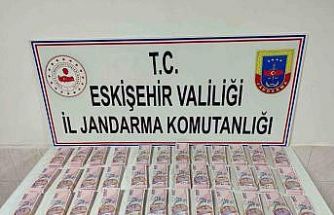 T.C.
ESKİŞEHİR VALİLİĞİ
İL JANDARMA KOMUTANLIĞI